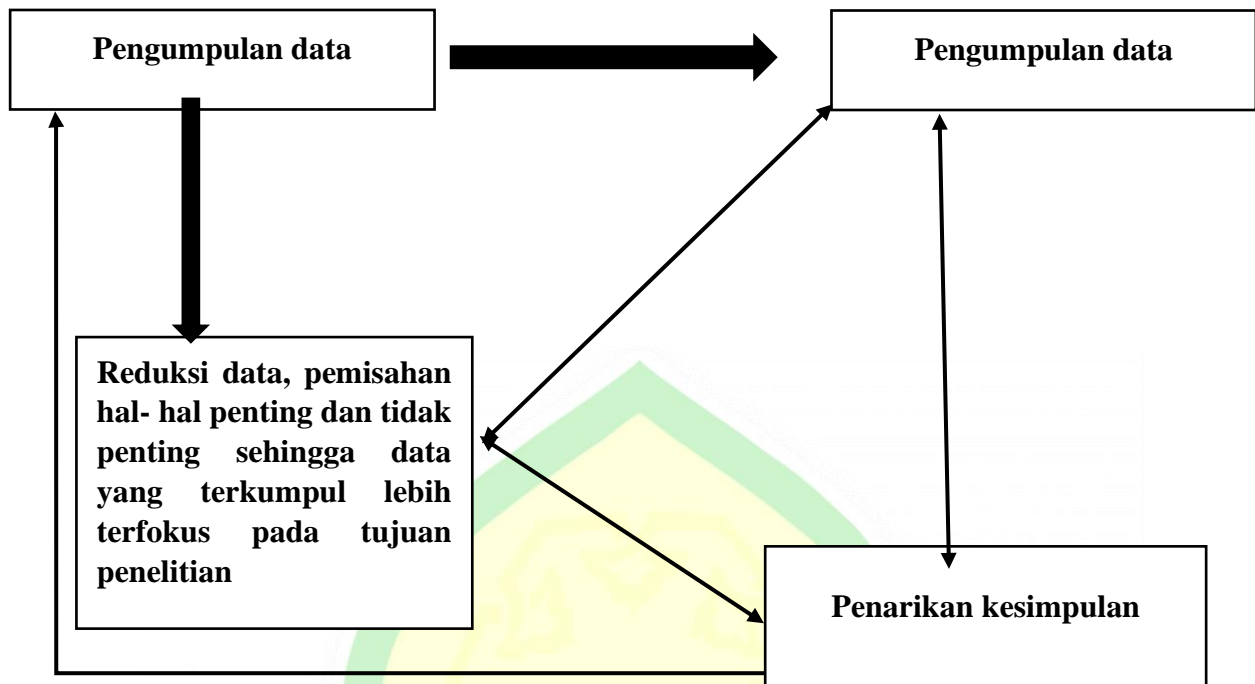 Pengumpulan data
Pengumpulan data
Reduksi data, pemisahan
hal- hal penting dan tidak
penting sehingga data
yang terkumpul lebih
terfokus pada tujuan
penelitian
Penarikan kesimpulan